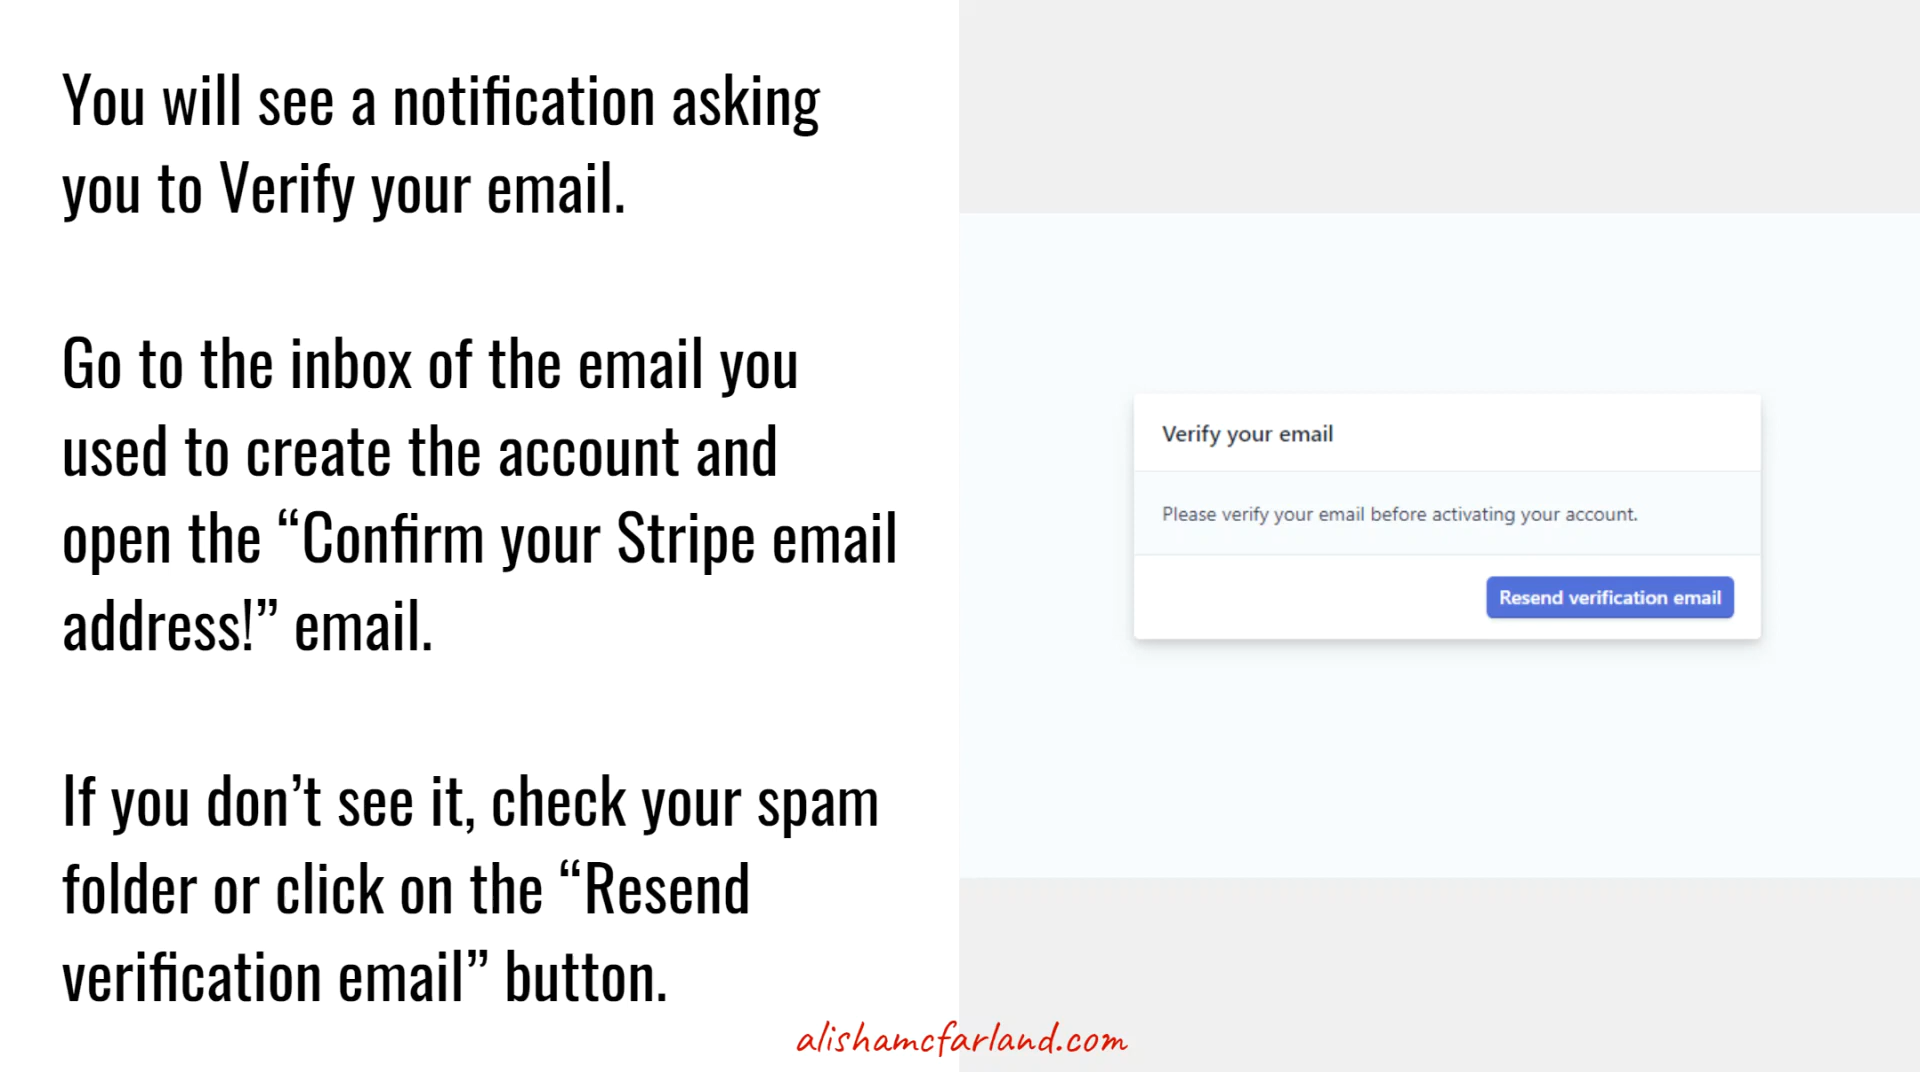 You will see a notification asking
you to Verify your email.
Go to the inbox of the email you
used to create the account and
open the “Confirm your Stripe email
address!” email.
If you don’t see it, check your spam
folder or click on the “Resend
verification email” button.
Verify your email
Please verify your email before activating your account.
Resend verification email
alishamcfarland.com